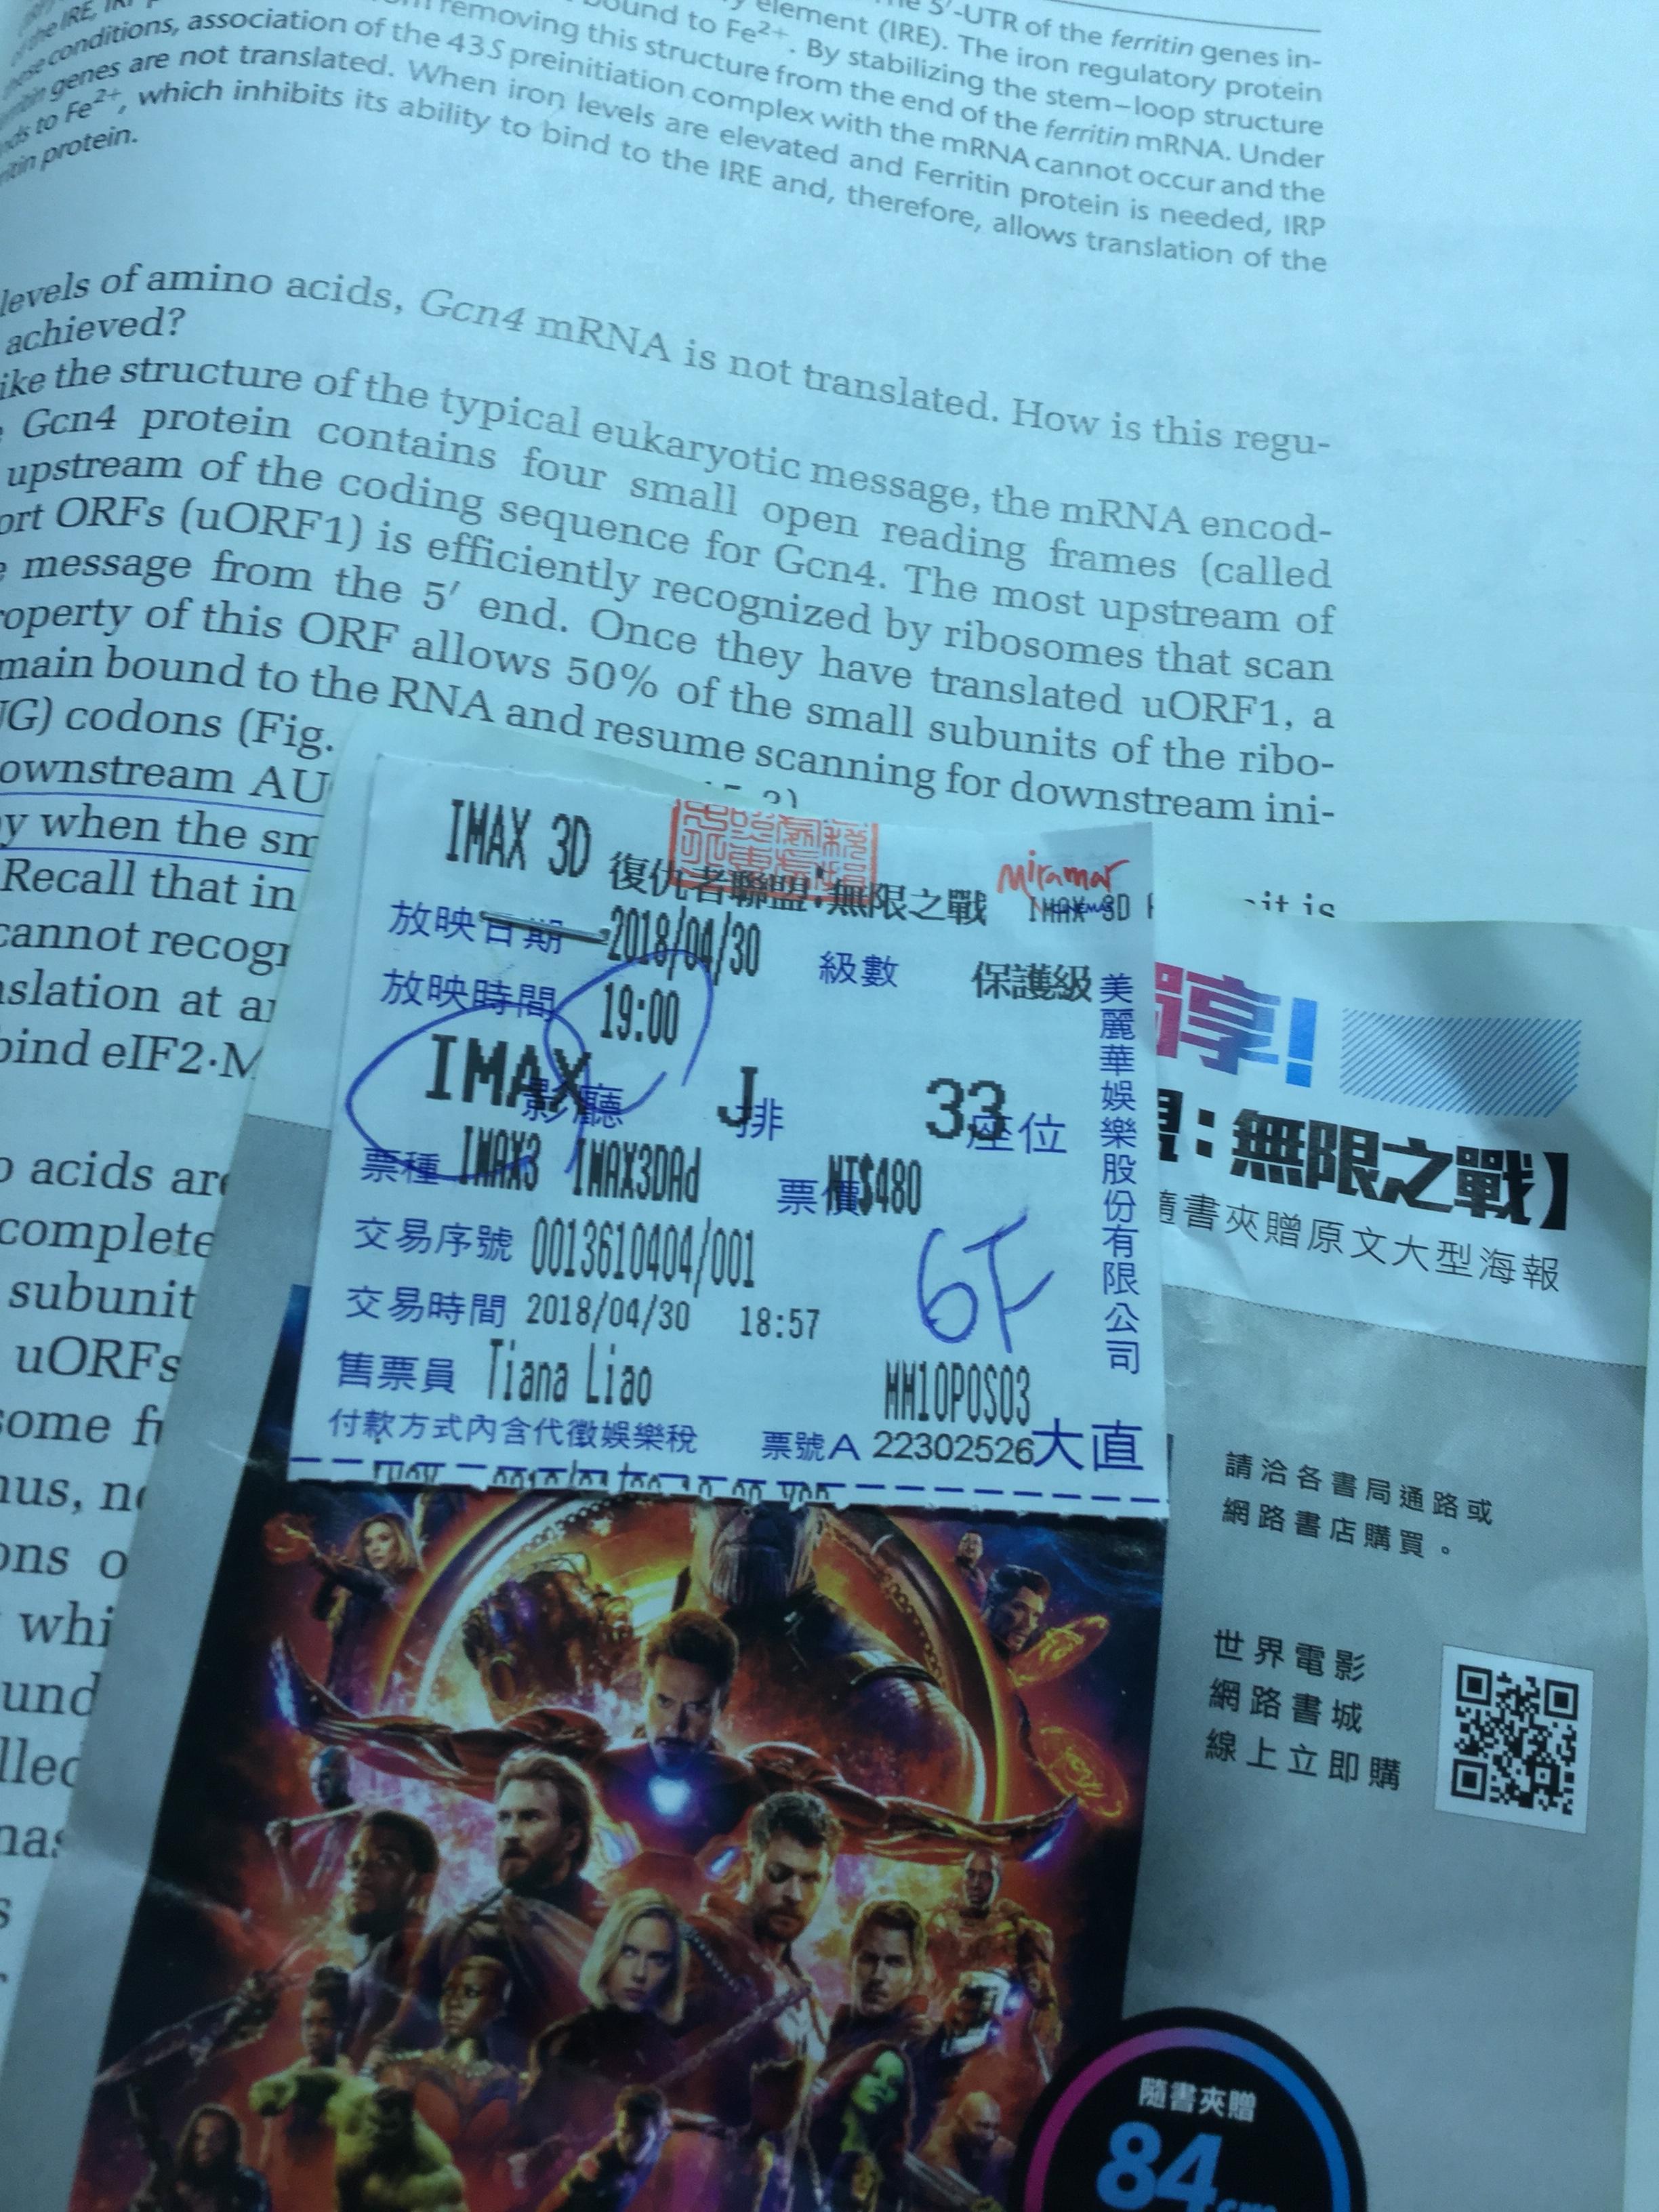 5′-UTR of the ferritin genes in-
element (IRE). The iron regulatory protein
bound to Fe2+. By stabilizing the stem–loop structure
removing this structure from the end of the ferritin mRNA. Under
conditions, association of the 43S preinitiation complex with the mRNA cannot occur and the
genes are not translated. When iron levels are elevated and Ferritin protein is needed, IRP
to Fe2+, which inhibits its ability to bind to the IRE and, therefore, allows translation of the
protein.
levels of amino acids, Gcn4 mRNA is not translated. How is this regu-
achieved?
the structure of the typical eukaryotic message, the mRNA encod-
Gcn4 protein contains four small open reading frames (called
upstream of the coding sequence for Gcn4. The most upstream of
ORFs (uORF1) is efficiently recognized by ribosomes that scan
message from the 5′ end. Once they have translated uORF1, a
of this ORF allows 50% of the small subunits of the ribo-
bound to the RNA and resume scanning for downstream ini-
codons (Fig.
AU
when the sm
it is
Recall that in
cannot recogn
at
bind eIF2·M
acids are
complete
subunit
uORFs
some
IMAX 3D 復仇者聯盟:無限之戰
Miramar
IMAX 3D
放映日期 2018/04/30 級數 保護級
放映時間 19:00
IMAX 影廳 J 排 33 座位
票種 IMAX3 IMAX3DAd 票價 NT$480
交易序號 0013610404/001
6F
交易時間 2018/04/30 18:57
售票員 Tiana Liao MM10POS03
付款方式內含代徵娛樂稅 票號A 22302526 大直
美麗華娛樂股份有限公司
享!
:無限之戰】
隨書夾贈原文大型海報
請洽各書局通路或
網路書店購買。
世界電影
網路書城
線上立即購
隨書夾贈
84cm